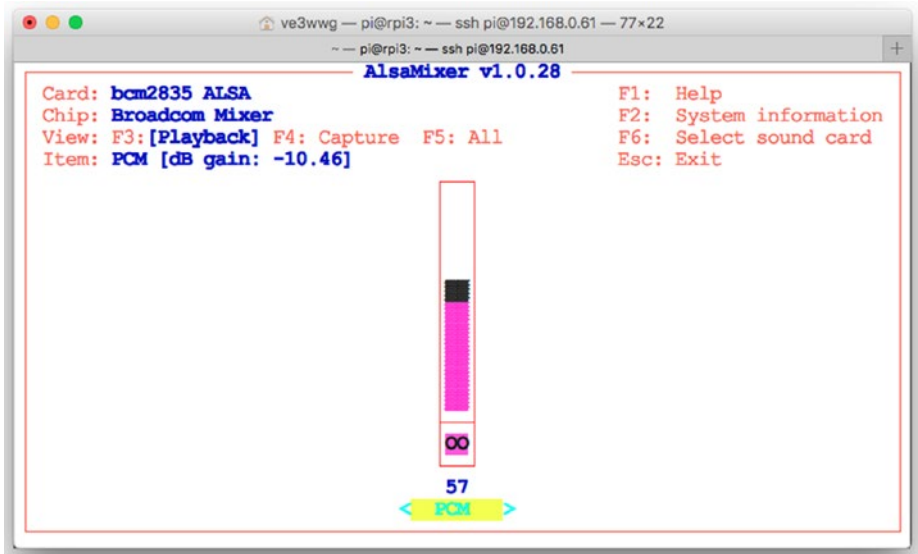 ve3wwg — pi@rpi3: ~ — ssh pi@192.168.0.61 — 77×22
~ — pi@rpi3: ~ — ssh pi@192.168.0.61 +
AlsaMixer v1.0.28
Card: bcm2835 ALSA F1: Help
Chip: Broadcom Mixer F2: System information
View: F3:[Playback] F4: Capture F5: All F6: Select sound card
Item: PCM [dB gain: -10.46] Esc: Exit
OO
57
< PCM >